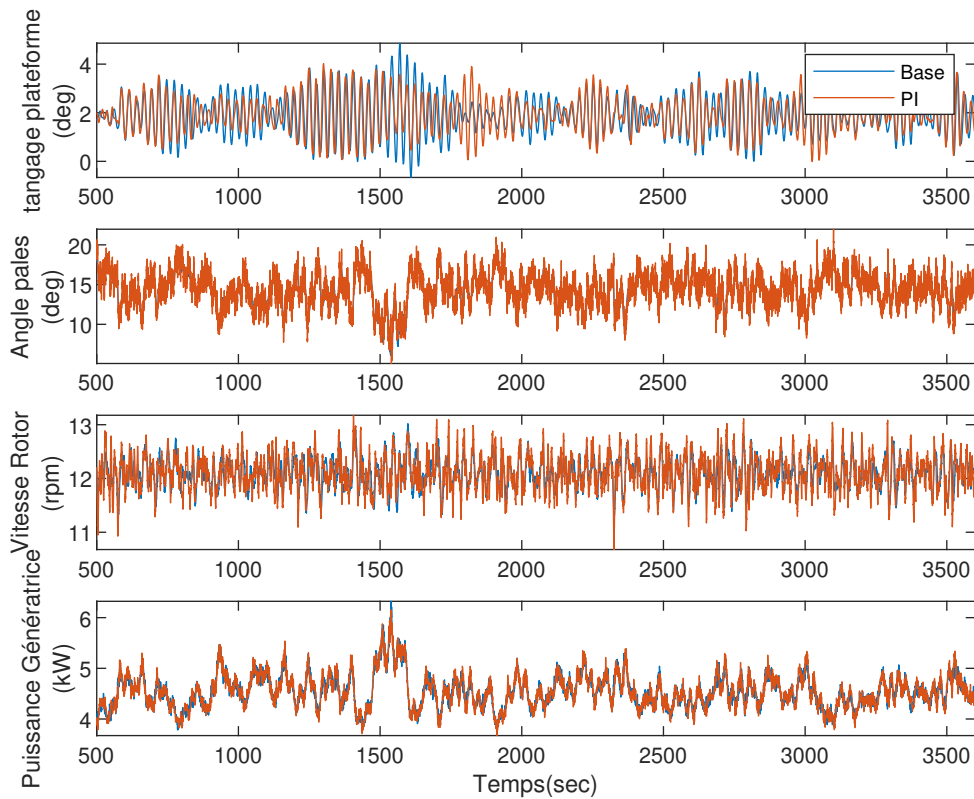 tangage plateforme
(deg)
4
2
0
Base
PI
500 1000 1500 2000 2500 3000 3500
Angle pales
(deg)
20
15
10
500 1000 1500 2000 2500 3000 3500
Vitesse Rotor
(rpm)
13
12
11
500 1000 1500 2000 2500 3000 3500
Puissance Génératrice
(kW)
6
5
4
500 1000 1500 2000 2500 3000 3500
Temps(sec)